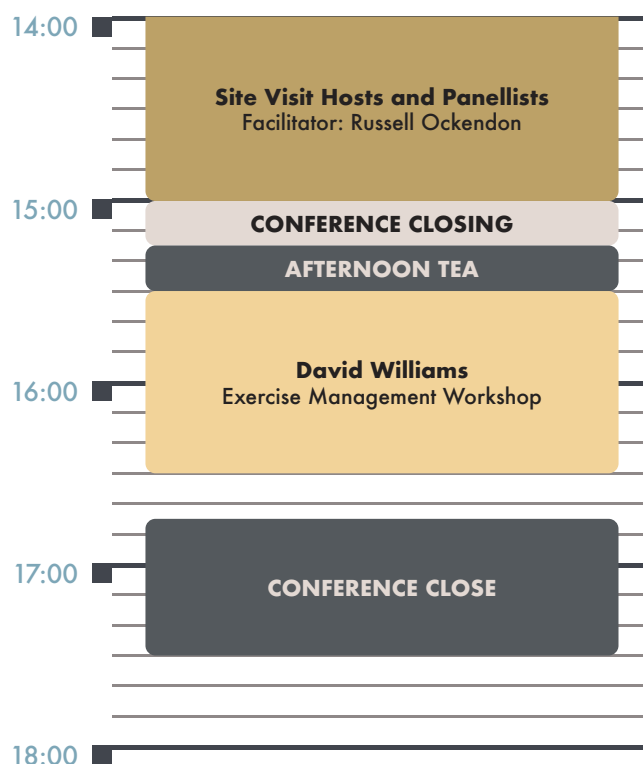 14:00
Site Visit Hosts and Panellists
Facilitator: Russell Ockendon
15:00
CONFERENCE CLOSING
AFTERNOON TEA
David Williams
16:00
Exercise Management Workshop
17:00
CONFERENCE CLOSE
18:00